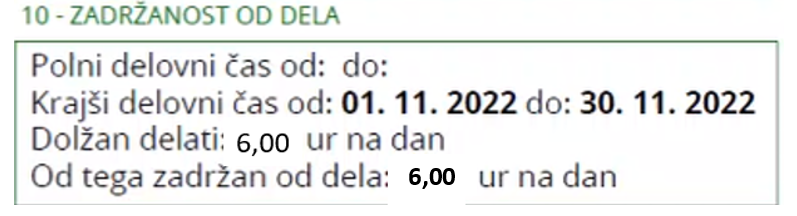 10 - ZADRŽANOST OD DELA
Polni delovni čas od: do:
Krajši delovni čas od: 01. 11. 2022 do: 30. 11. 2022
Dolžan delati: 6,00 ur na dan
Od tega zadržan od dela: 6,00 ur na dan